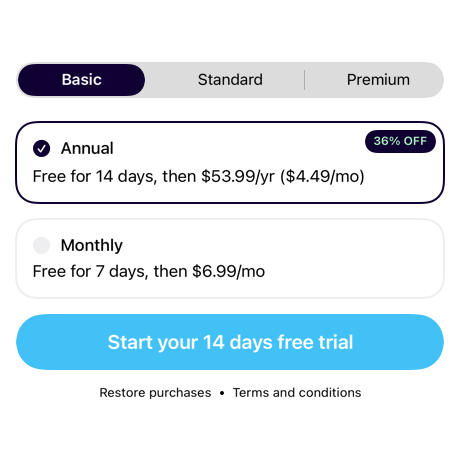 Basic Standard Premium
36% OFF
Annual
Free for 14 days, then $53.99/yr ($4.49/mo)
Monthly
Free for 7 days, then $6.99/mo
Start your 14 days free trial
Restore purchases • Terms and conditions